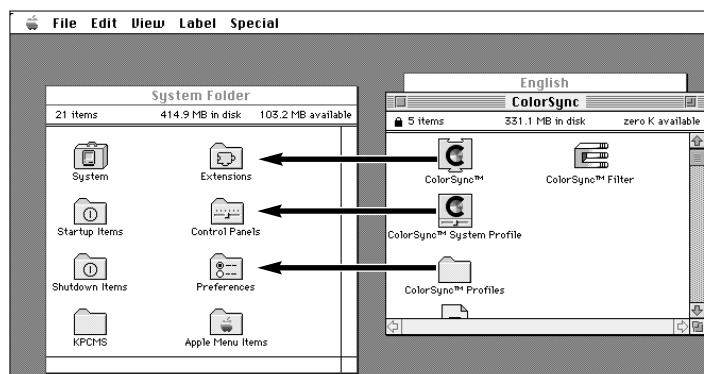 File Edit View Label Special
System Folder
21 items 414.9 MB in disk 103.2 MB available
System
Extensions
Startup Items
Control Panels
Shutdown Items
Preferences
KPCMS
Apple Menu Items
English
ColorSync
5 items 331.1 MB in disk zero K available
ColorSync™
ColorSync™ Filter
ColorSync™ System Profile
ColorSync™ Profiles